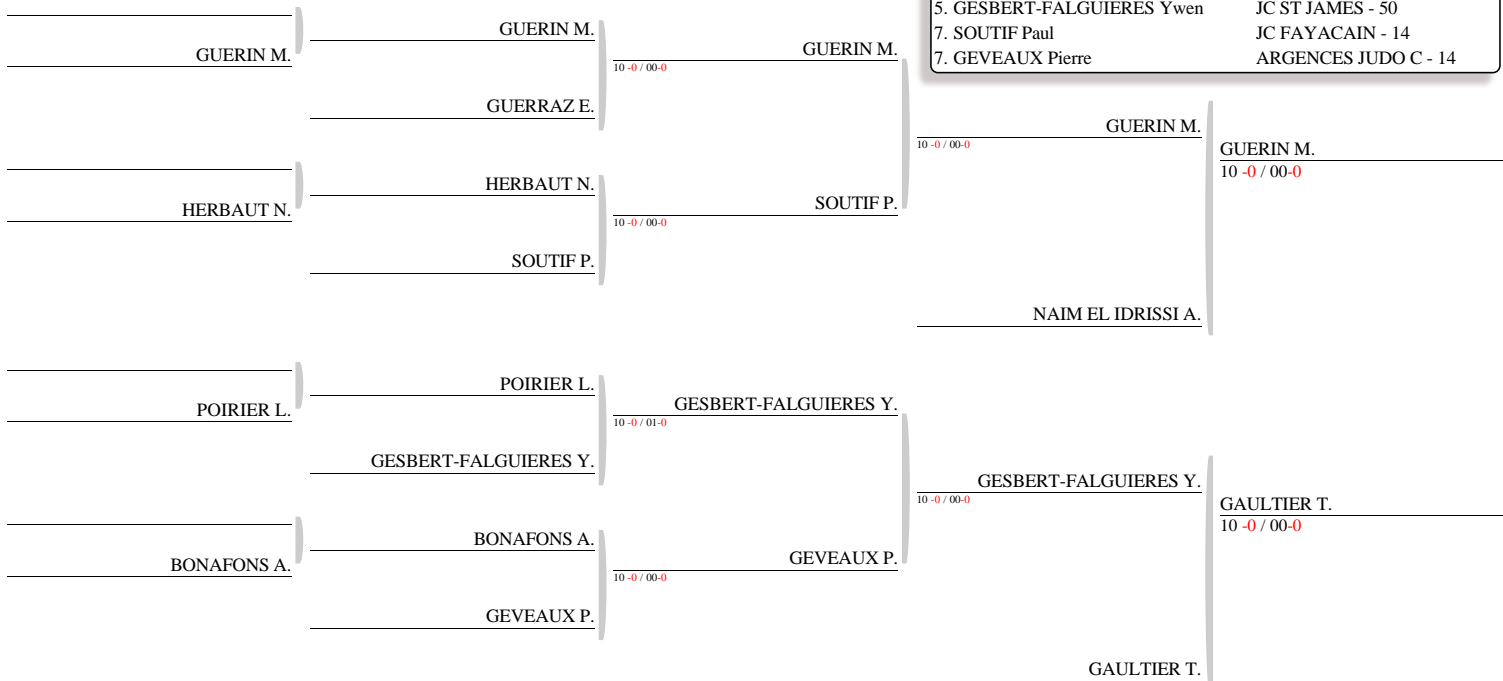 5. GESBERT-FALGUIERES Ywen JC ST JAMES - 50
7. SOUTIF Paul JC FAYACAIN - 14
7. GEVEAUX Pierre ARGENCES JUDO C - 14
GUERIN M.
HERBAUT N.
POIRIER L.
BONAFONS A.
GUERIN M.
GUERRAZ E.
HERBAUT N.
SOUTIF P.
POIRIER L.
GESBERT-FALGUIERES Y.
BONAFONS A.
GEVEAUX P.
GUERIN M.
10 -0 / 00-0
SOUTIF P.
10 -0 / 00-0
GESBERT-FALGUIERES Y.
10 -0 / 01-0
GEVEAUX P.
10 -0 / 00-0
GUERIN M.
10 -0 / 00-0
NAIM EL IDRISSI A.
GESBERT-FALGUIERES Y.
10 -0 / 00-0
GAULTIER T.
GUERIN M.
10 -0 / 00-0
GAULTIER T.
10 -0 / 00-0